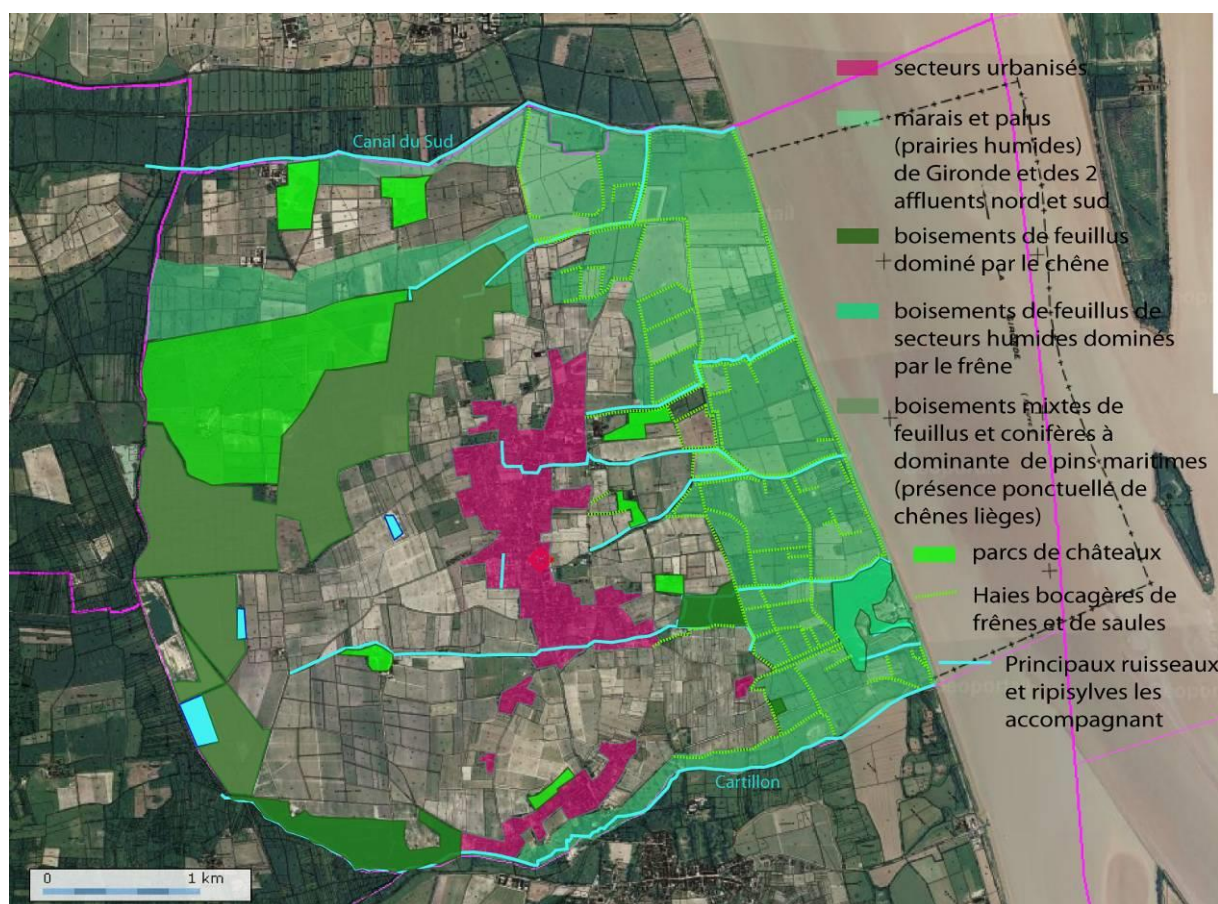 secteurs urbanisés
Canal du Sud
marais et palus
(prairies humides)
de Gironde et des 2
affluents nord et sud
boisements de feuillus
dominé par le chêne
boisements de feuillus de
secteurs humides dominés
par le frêne
boisements mixtes de
feuillus et conifères à
dominante de pins maritimes
(présence ponctuelle de
chênes lièges)
parcs de châteaux
Haies bocagères de
frênes et de saules
Principaux ruisseaux
et ripisylves les
accompagnant
Cartillon
0 1 km